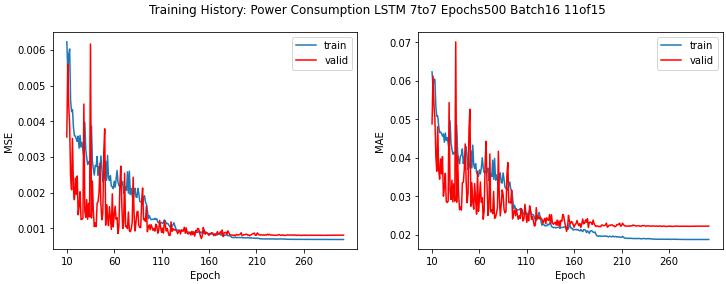 Training History: Power Consumption LSTM 7to7 Epochs500 Batch16 11of15
MSE
0.006
0.005
0.004
0.003
0.002
0.001
10 60 110 160 210 260
Epoch
train
valid
MAE
0.07
0.06
0.05
0.04
0.03
0.02
10 60 110 160 210 260
Epoch
train
valid